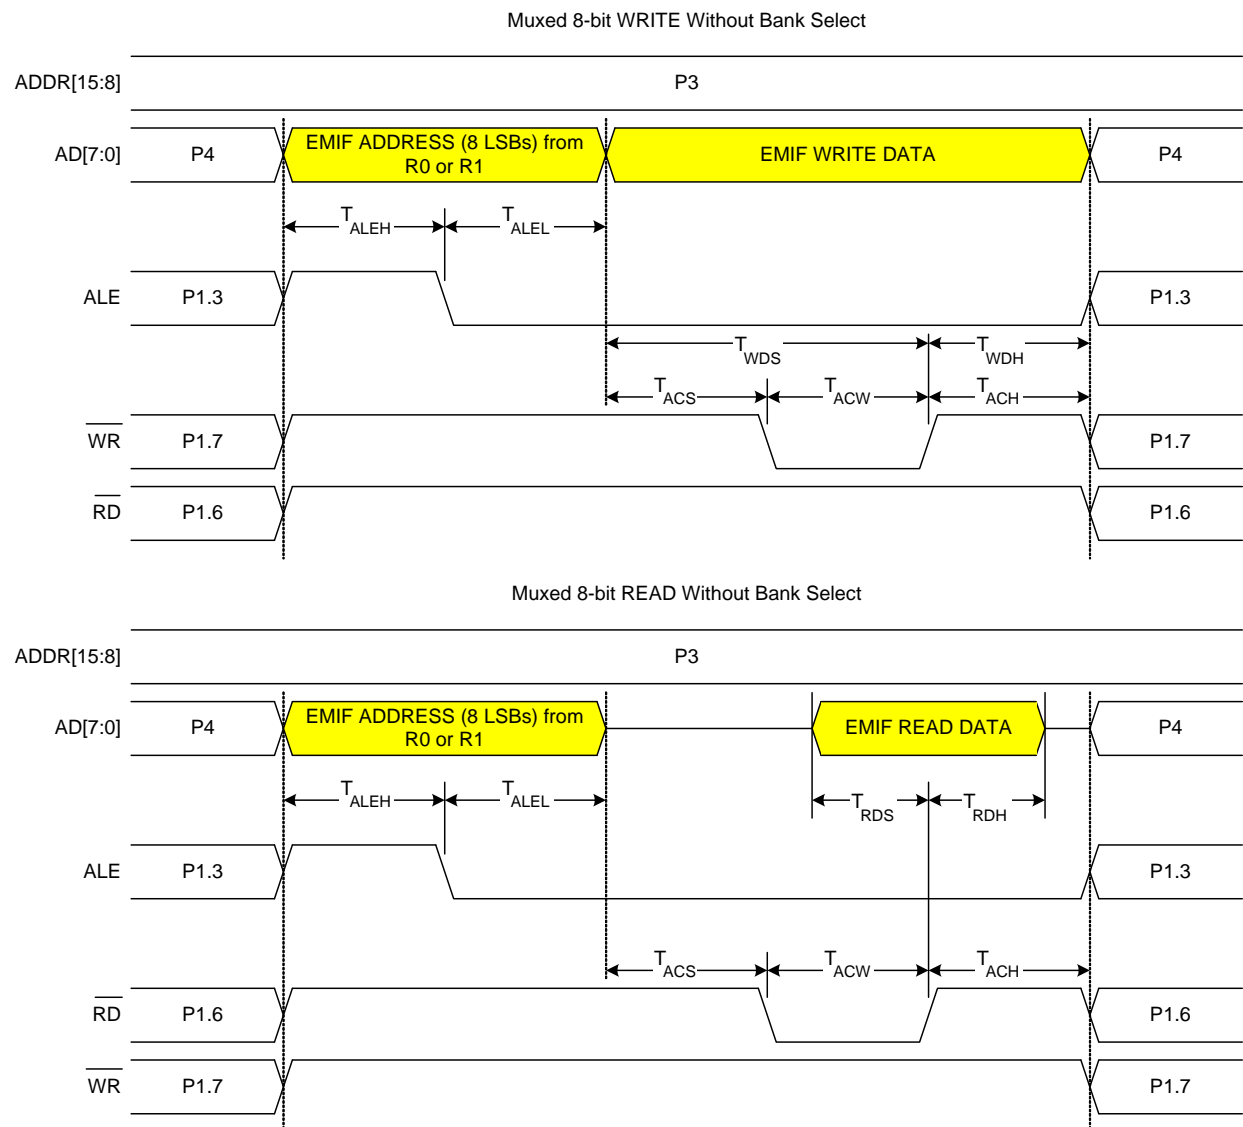 Muxed 8-bit WRITE Without Bank Select
ADDR[15:8] P3
AD[7:0] P4 EMIF ADDRESS (8 LSBs) from R0 or R1 EMIF WRITE DATA P4
TALEH TALEL
ALE P1.3 P1.3
TWDS TWDH
TACS TACW TACH
WR P1.7 P1.7
RD P1.6 P1.6
Muxed 8-bit READ Without Bank Select
ADDR[15:8] P3
AD[7:0] P4 EMIF ADDRESS (8 LSBs) from R0 or R1 EMIF READ DATA P4
TALEH TALEL TRDS TRDH
ALE P1.3 P1.3
TACS TACW TACH
RD P1.6 P1.6
WR P1.7 P1.7